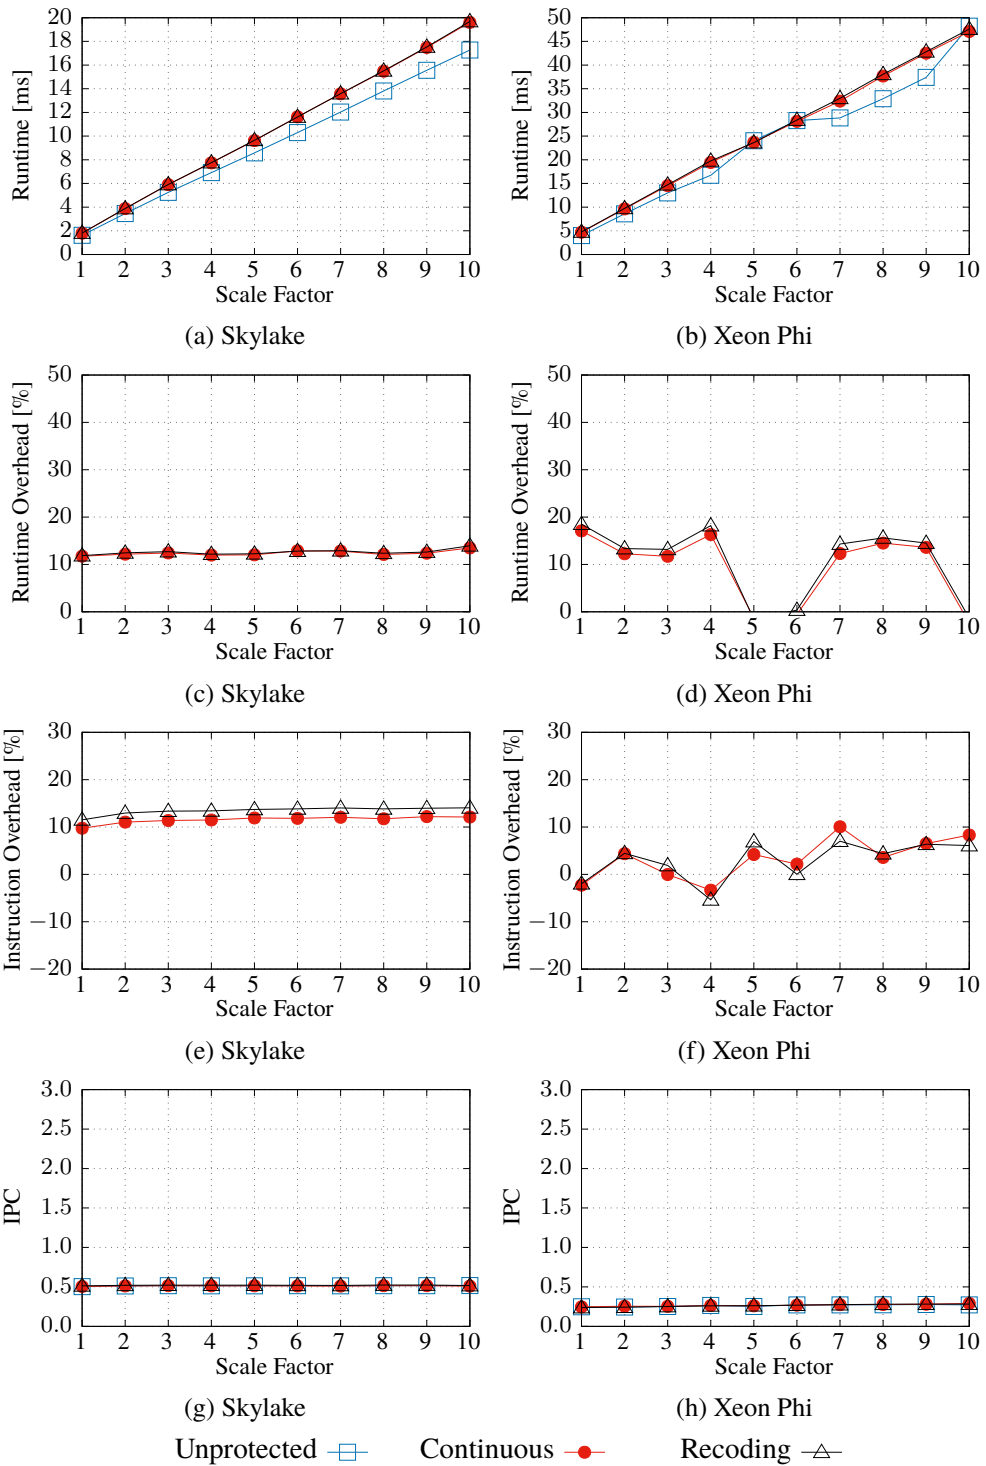 20
18
16
14
12
10
8
6
4
2
0
Runtime [ms]
1 2 3 4 5 6 7 8 9 10
Scale Factor
(a) Skylake
50
45
40
35
30
25
20
15
10
5
0
Runtime [ms]
1 2 3 4 5 6 7 8 9 10
Scale Factor
(b) Xeon Phi
50
40
30
20
10
0
Runtime Overhead [%]
1 2 3 4 5 6 7 8 9 10
Scale Factor
(c) Skylake
50
40
30
20
10
0
Runtime Overhead [%]
1 2 3 4 5 6 7 8 9 10
Scale Factor
(d) Xeon Phi
30
20
10
0
−10
−20
Instruction Overhead [%]
1 2 3 4 5 6 7 8 9 10
Scale Factor
(e) Skylake
30
20
10
0
−10
−20
Instruction Overhead [%]
1 2 3 4 5 6 7 8 9 10
Scale Factor
(f) Xeon Phi
3.0
2.5
2.0
1.5
1.0
0.5
0.0
IPC
1 2 3 4 5 6 7 8 9 10
Scale Factor
(g) Skylake
3.0
2.5
2.0
1.5
1.0
0.5
0.0
IPC
1 2 3 4 5 6 7 8 9 10
Scale Factor
(h) Xeon Phi
Unprotected Continuous Recoding